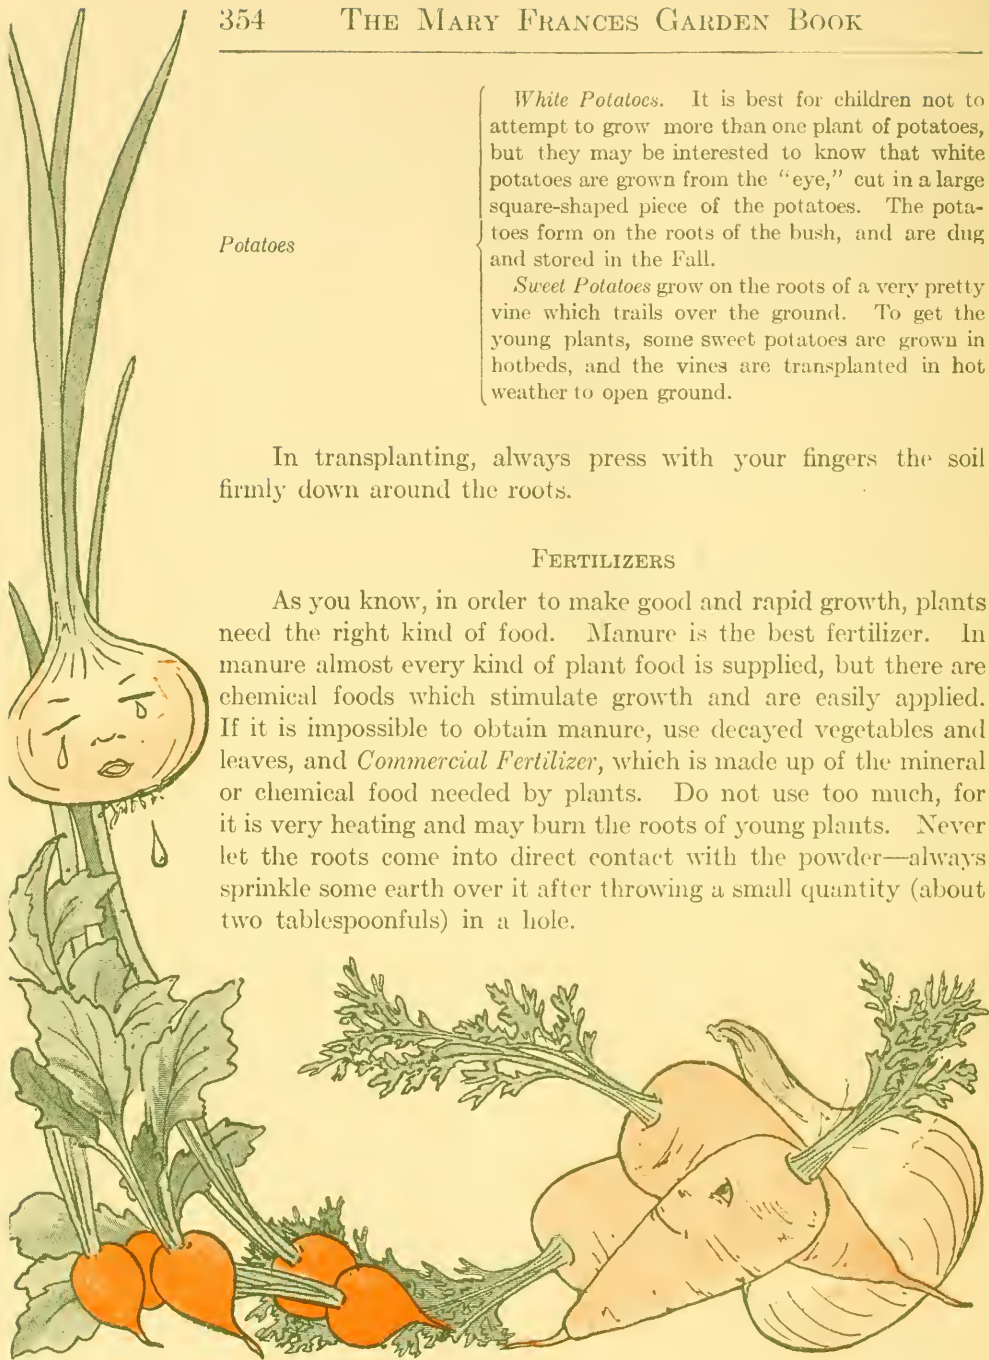 354 THE MARY FRANCES GARDEN BOOK
White Potatoes. It is best for children not to
attempt to grow more than one plant of potatoes,
but they may be interested to know that white
potatoes are grown from the "eye," cut in a large
square-shaped piece of the potatoes. The pota-
Potatoes
toes form on the roots of the bush, and are dug
and stored in the Fall.
Sweet Potatoes grow on the roots of a very pretty
vine which trails over the ground. To get the
young plants, some sweet potatoes are grown in
hotbeds, and the vines are transplanted in hot
weather to open ground.
In transplanting, always press with your fingers the soil
firmly down around the roots.
FERTILIZERS
As you know, in order to make good and rapid growth, plants
need the right kind of food. Manure is the best fertilizer. In
manure almost every kind of plant food is supplied, but there are
chemical foods which stimulate growth and are easily applied.
If it is impossible to obtain manure, use decayed vegetables and
leaves, and Commercial Fertilizer, which is made up of the mineral
or chemical food needed by plants. Do not use too much, for
it is very heating and may burn the roots of young plants. Never
let the roots come into direct contact with the powder—always
sprinkle some earth over it after throwing a small quantity (about
two tablespoonfuls) in a hole.